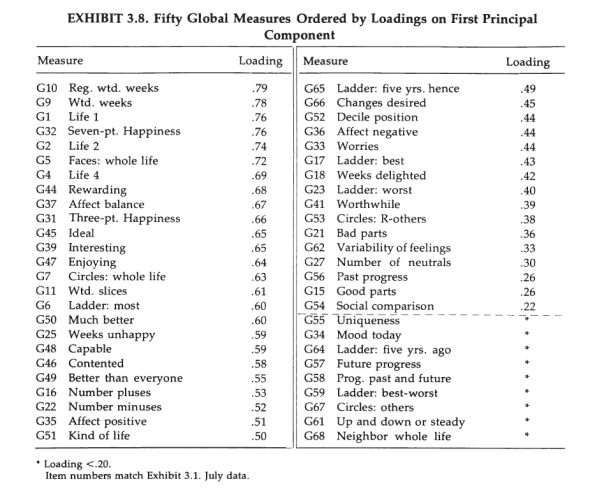 EXHIBIT 3.8. Fifty Global Measures Ordered by Loadings on First Principal
Component
Measure Loading
G10 Reg. wtd. weeks .79
G9 Wtd. weeks .78
G1 Life 1 .76
G32 Seven-pt. Happiness .76
G2 Life 2 .74
G5 Faces: whole life .72
G4 Life 4 .69
G44 Rewarding .68
G37 Affect balance .67
G31 Three-pt. Happiness .66
G45 Ideal .65
G39 Interesting .65
G47 Enjoying .64
G7 Circles: whole life .63
G11 Wtd. slices .61
G6 Ladder: most .60
G50 Much better .60
G25 Weeks unhappy .59
G48 Capable .59
G46 Contented .58
G49 Better than everyone .55
G16 Number pluses .53
G22 Number minuses .52
G35 Affect positive .51
G51 Kind of life .50
Measure Loading
G65 Ladder: five yrs. hence .49
G66 Changes desired .45
G52 Decile position .44
G36 Affect negative .44
G33 Worries .44
G17 Ladder: best .43
G18 Weeks delighted .42
G23 Ladder: worst .40
G41 Worthwhile .39
G53 Circles: R-others .38
G21 Bad parts .36
G62 Variability of feelings .33
G27 Number of neutrals .30
G56 Past progress .26
G15 Good parts .26
G54 Social comparison .22
G55 Uniqueness *
G34 Mood today *
G64 Ladder: five yrs. ago *
G57 Future progress *
G58 Prog. past and future *
G59 Ladder: best-worst *
G67 Circles: others *
G61 Up and down or steady *
G68 Neighbor whole life *
* Loading <.20.
Item numbers match Exhibit 3.1. July data.